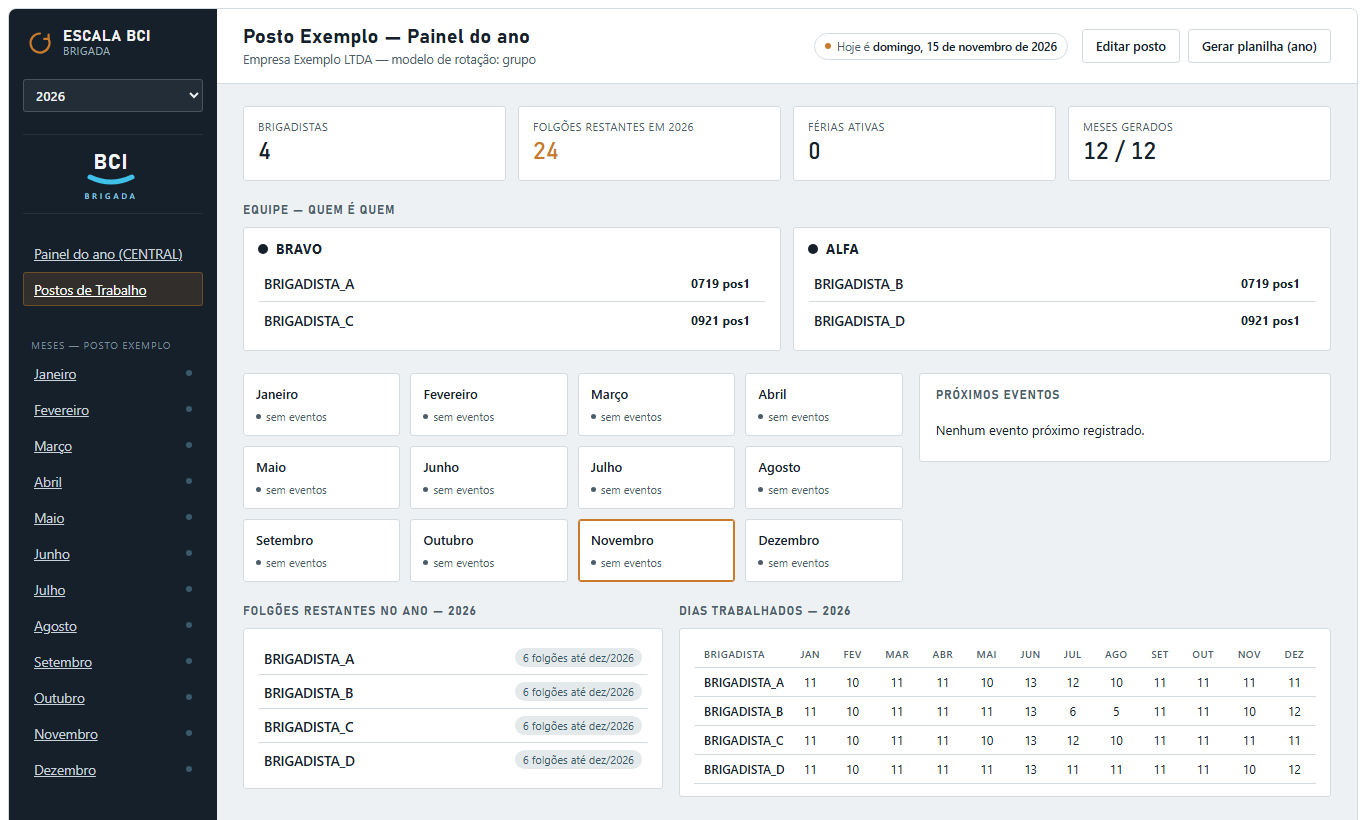 ESCALA BCI
BRIGADA
2026
BCI
BRIGADA
Painel do ano (CENTRAL)
Postos de Trabalho
MESES — POSTO EXEMPLO
Janeiro
Fevereiro
Março
Abril
Maio
Junho
Julho
Agosto
Setembro
Outubro
Novembro
Dezembro
Posto Exemplo — Painel do ano
Empresa Exemplo LTDA — modelo de rotação: grupo
Hoje é domingo, 15 de novembro de 2026
Editar posto
Gerar planilha (ano)
BRIGADISTAS
4
FOLGÕES RESTANTES EM 2026
24
FÉRIAS ATIVAS
0
MESES GERADOS
12 / 12
EQUIPE — QUEM É QUEM
BRAVO
BRIGADISTA_A 0719 pos1
BRIGADISTA_C 0921 pos1
ALFA
BRIGADISTA_B 0719 pos1
BRIGADISTA_D 0921 pos1
Janeiro
sem eventos
Fevereiro
sem eventos
Março
sem eventos
Abril
sem eventos
Maio
sem eventos
Junho
sem eventos
Julho
sem eventos
Agosto
sem eventos
Setembro
sem eventos
Outubro
sem eventos
Novembro
sem eventos
Dezembro
sem eventos
PRÓXIMOS EVENTOS
Nenhum evento próximo registrado.
FOLGÕES RESTANTES NO ANO — 2026
BRIGADISTA_A 6 folgões até dez/2026
BRIGADISTA_B 6 folgões até dez/2026
BRIGADISTA_C 6 folgões até dez/2026
BRIGADISTA_D 6 folgões até dez/2026
DIAS TRABALHADOS — 2026
BRIGADISTA JAN FEV MAR ABR MAI JUN JUL AGO SET OUT NOV DEZ
BRIGADISTA_A 11 10 11 11 10 13 12 10 11 11 11 11
BRIGADISTA_B 11 10 11 11 11 13 6 5 11 11 10 12
BRIGADISTA_C 11 10 11 11 10 13 12 10 11 11 11 11
BRIGADISTA_D 11 10 11 11 11 13 11 11 11 11 10 12